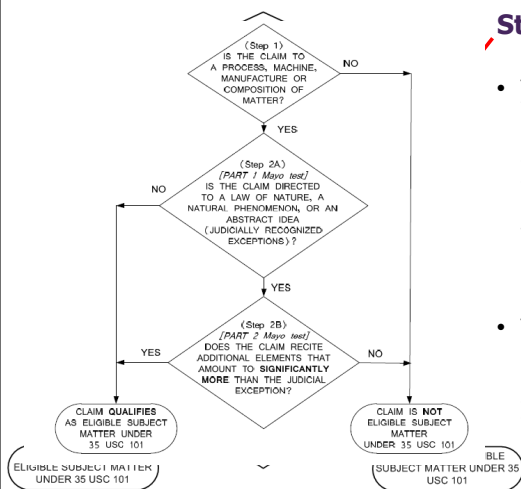 St
(Step 1)
IS THE CLAIM TO
A PROCESS, MACHINE,
MANUFACTURE OR
COMPOSITION OF
MATTER?
NO
YES
(Step 2A)
[PART 1 Mayo test]
IS THE CLAIM DIRECTED
TO A LAW OF NATURE, A
NATURAL PHENOMENON, OR AN
ABSTRACT IDEA
(JUDICIALLY RECOGNIZED
EXCEPTIONS)?
NO
YES
(Step 2B)
[PART 2 Mayo test]
DOES THE CLAIM RECITE
ADDITIONAL ELEMENTS THAT
AMOUNT TO SIGNIFICANTLY
MORE THAN THE JUDICIAL
EXCEPTION?
YES
NO
CLAIM QUALIFIES
AS ELIGIBLE SUBJECT
MATTER UNDER
35 USC 101
CLAIM IS NOT
ELIGIBLE SUBJECT
MATTER
UNDER 35 USC 101
ELIGIBLE SUBJECT MATTER
UNDER 35 USC 101
IBLE
SUBJECT MATTER UNDER 35
USC 101